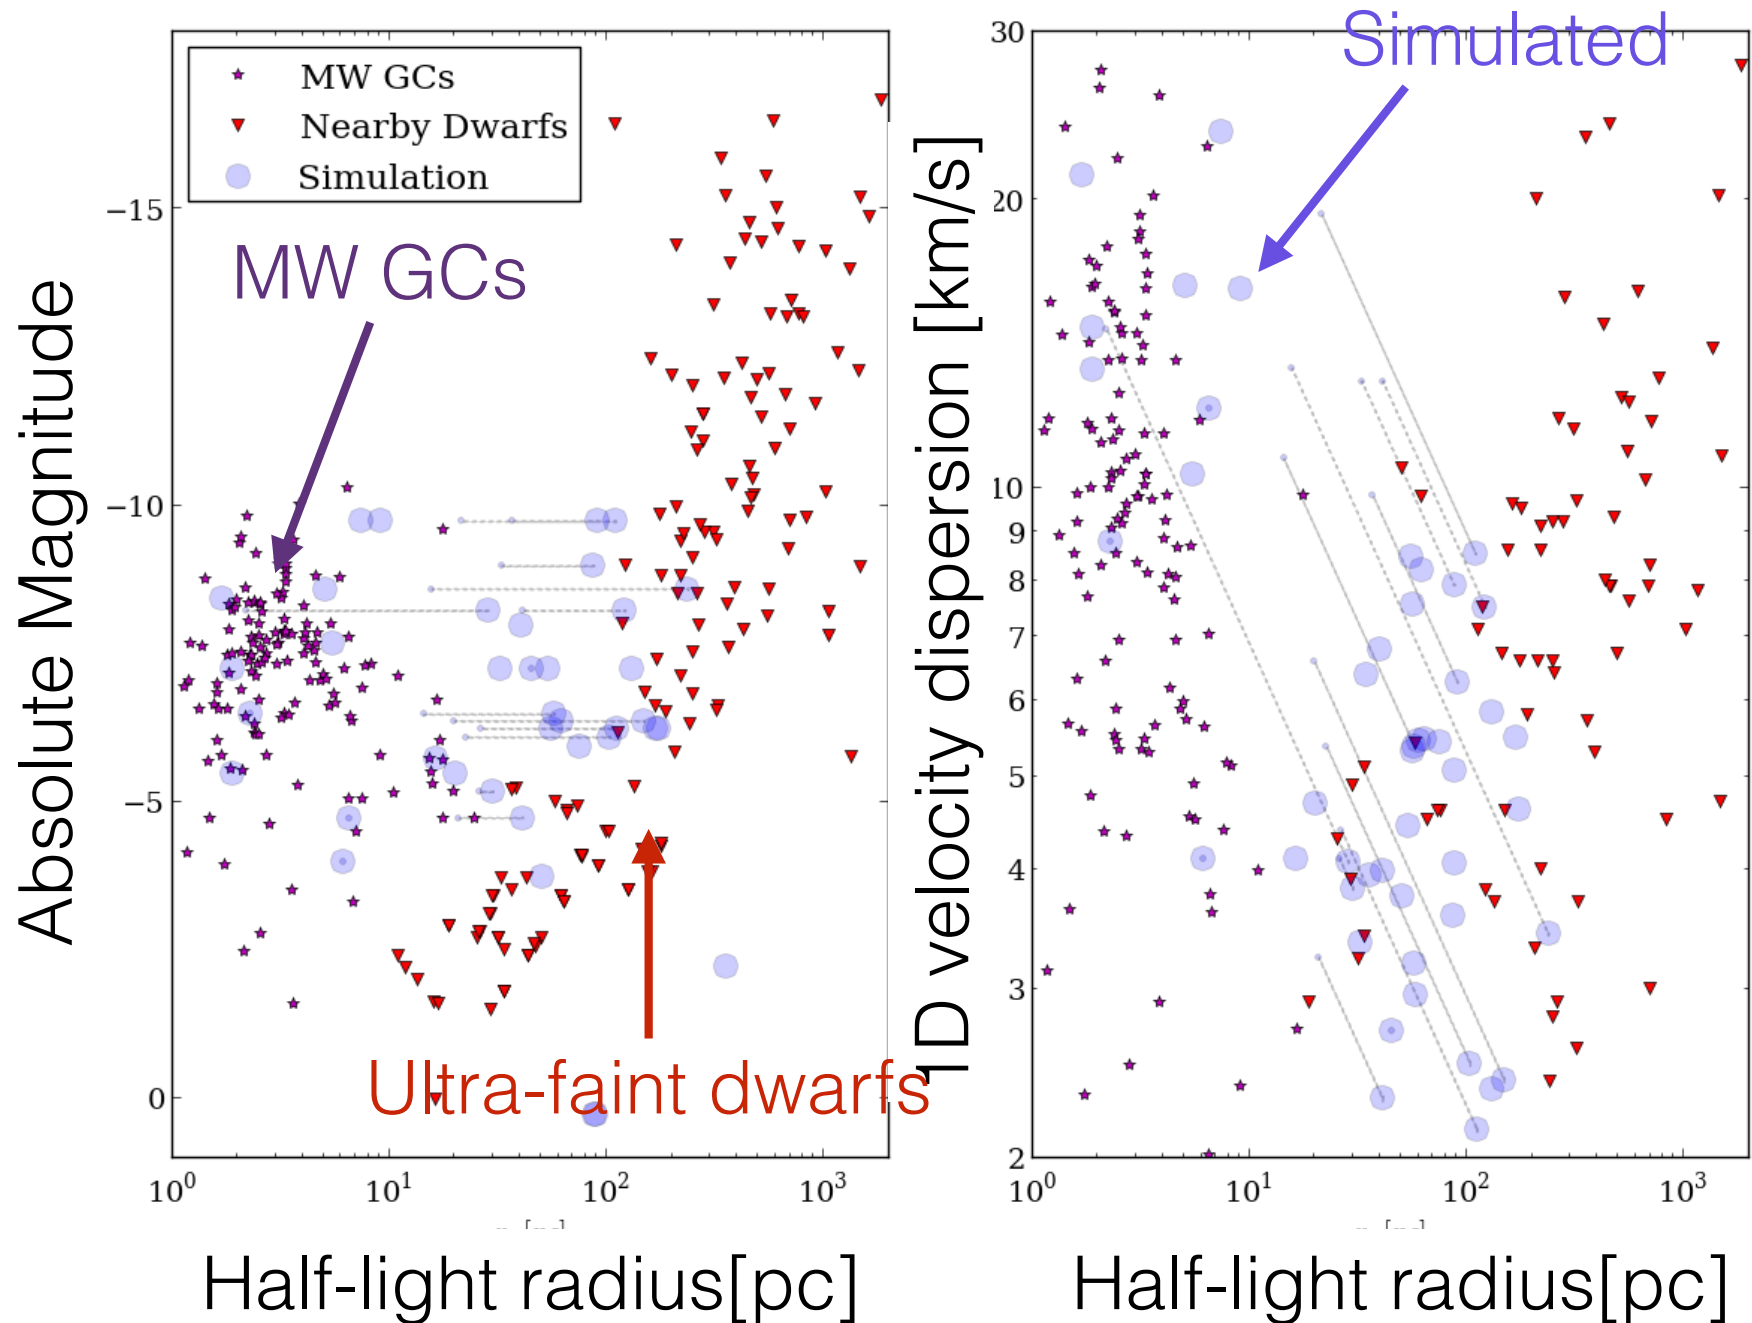 Simulated
MW GCs
Nearby Dwarfs
Simulation
MW GCs
Ultra-faint dwarfs
Absolute Magnitude
−15
−10
−5
0
10^0
10^1
10^2
10^3
Half-light radius[pc]
1D velocity dispersion [km/s]
30
20
10
9
8
7
6
5
4
3
2
10^0
10^1
10^2
10^3
Half-light radius[pc]